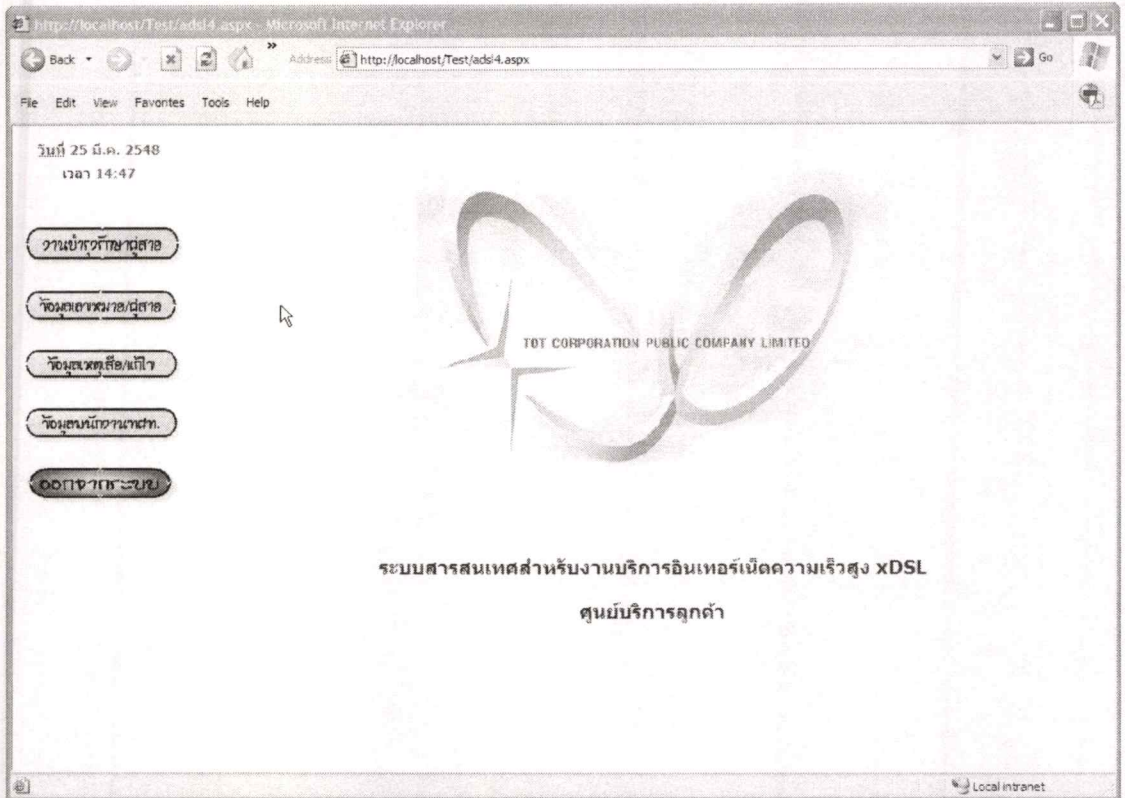 http://localhost/Test/adsl4.aspx - Microsoft Internet Explorer
Back
Address http://localhost/Test/adsl4.aspx Go
File Edit View Favorites Tools Help
วันที่ 25 มี.ค. 2548
เวลา 14:47
งานบำรุงรักษาคู่สาย
ข้อมูลเลขหมาย/คู่สาย
ข้อมูลเหตุเสีย/แก้ไข
ข้อมูลพนักงานทศท.
ออกจากระบบ
TOT CORPORATION PUBLIC COMPANY LIMITED
ระบบสารสนเทศสำหรับงานบริการอินเทอร์เน็ตความเร็วสูง xDSL
ศูนย์บริการลูกค้า
Local intranet